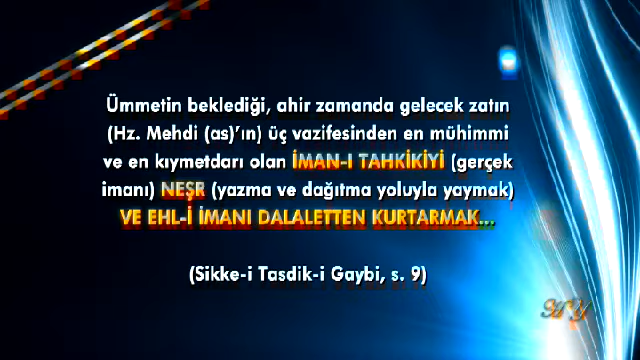 Ümmetin beklediği, ahir zamanda gelecek zatın
(Hz. Mehdi (as)'ın) üç vazifesinden en mühimmi
ve en kıymetdarı olan İMAN-I TAHKİKİYİ (gerçek
imanı) NEŞR (yazma ve dağıtma yoluyla yaymak)
VE EHL-İ İMANI DALALETTEN KURTARMAK...
(Sikke-i Tasdik-i Gaybi, s. 9)